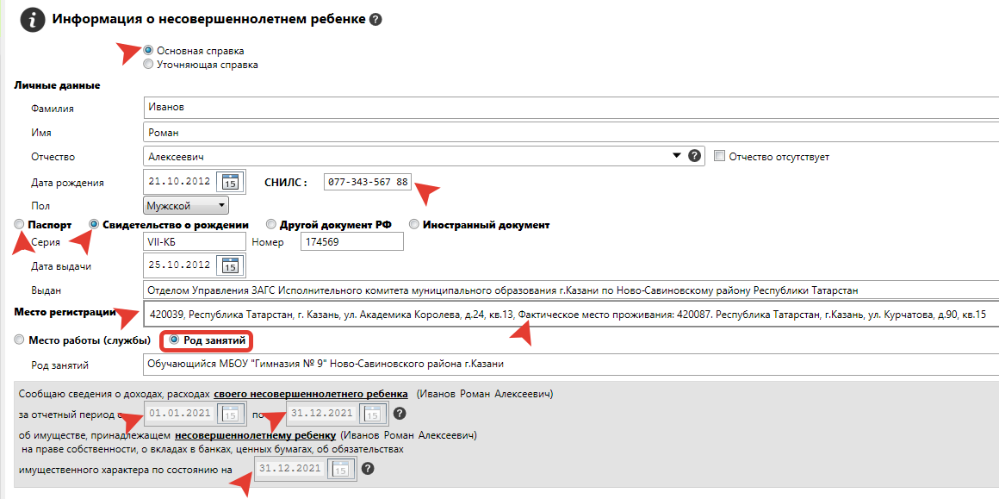 Информация о несовершеннолетнем ребенке ?
Основная справка
Уточняющая справка
Личные данные
Фамилия Иванов
Имя Роман
Отчество Алексеевич ? Отчество отсутствует
Дата рождения 21.10.2012 15 СНИЛС : 077-343-567 88
Пол Мужской
Паспорт Свидетельство о рождении Другой документ РФ Иностранный документ
Серия VII-КБ Номер 174569
Дата выдачи 25.10.2012 15
Выдан Отделом Управления ЗАГС Исполнительного комитета муниципального образования г.Казани по Ново-Савиновскому району Республики Татарстан
Место регистрации 420039, Республика Татарстан, г. Казань, ул. Академика Королева, д.24, кв.13, Фактическое место проживания: 420087. Республика Татарстан, г.Казань, ул. Курчатова, д.90, кв.15
Место работы (службы) Род занятий
Род занятий Обучающийся МБОУ "Гимназия № 9" Ново-Савиновского района г.Казани
Сообщаю сведения о доходах, расходах своего несовершеннолетнего ребенка (Иванов Роман Алексеевич)
за отчетный период с 01.01.2021 15 по 31.12.2021 15 ?
об имуществе, принадлежащем несовершеннолетнему ребенку (Иванов Роман Алексеевич)
на праве собственности, о вкладах в банках, ценных бумагах, об обязательствах
имущественного характера по состоянию на 31.12.2021 15 ?